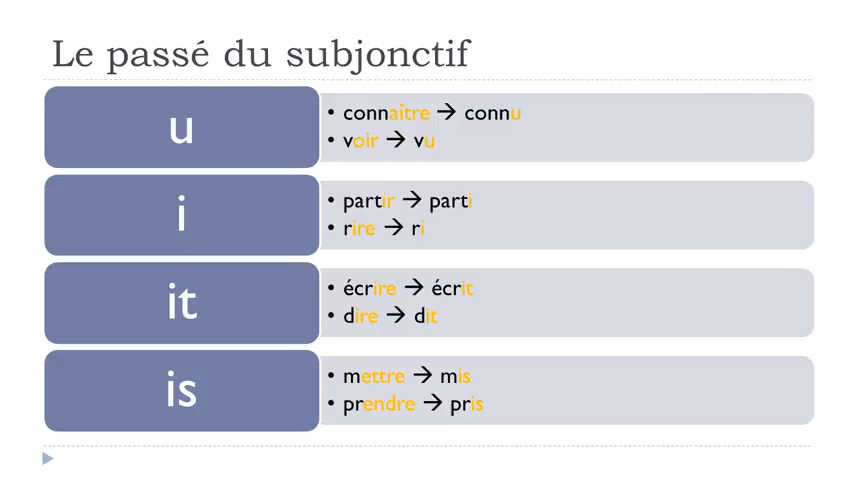 Le passé du subjonctif
u
• connaître → connu
• voir → vu
i
• partir → parti
• rire → ri
it
• écrire → écrit
• dire → dit
is
• mettre → mis
• prendre → pris